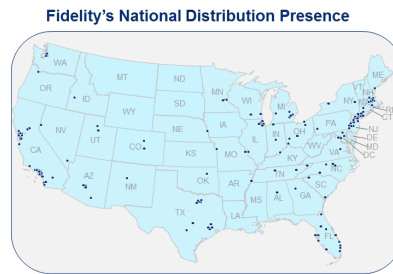 Fidelity's National Distribution Presence
WA
MT
ND
MN
ME
OR
ID
SD
WI
MI
VT
NH
NY
WY
IA
PA
RI
CT
NV
NE
IL
IN
OH
NJ
DE
MD
DC
CA
UT
CO
KS
MO
KY
WV
VA
AZ
NM
OK
AR
TN
NC
SC
TX
LA
MS
AL
GA
FL